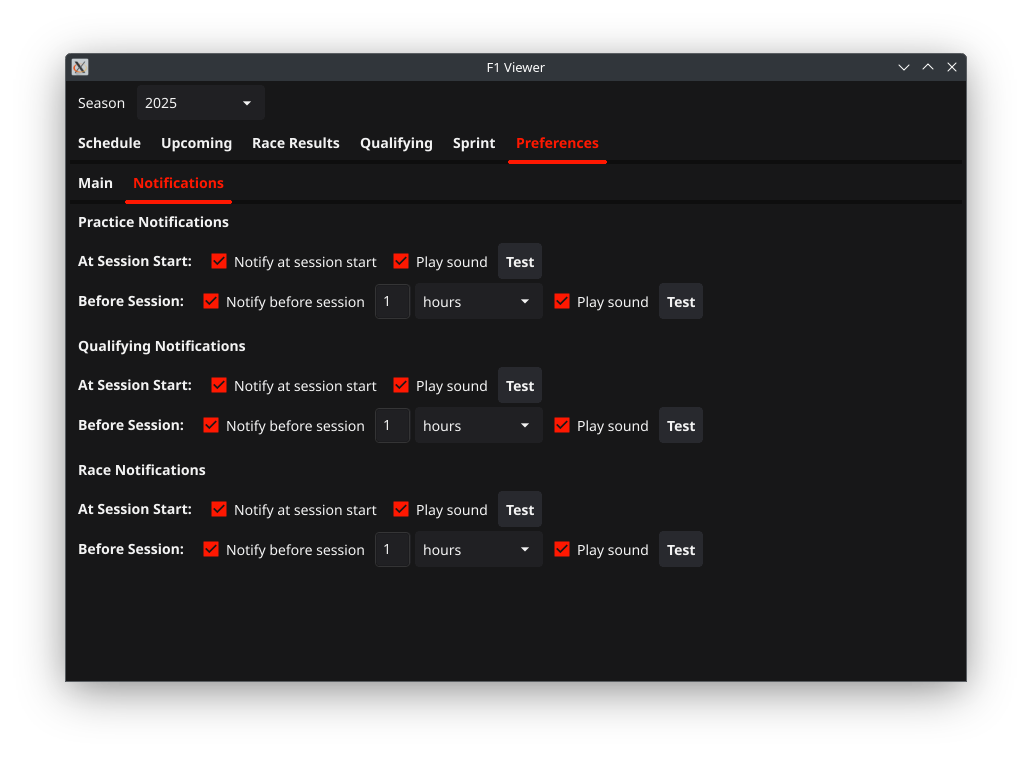 F1 Viewer
Season 2025
Schedule Upcoming Race Results Qualifying Sprint Preferences
Main Notifications
Practice Notifications
At Session Start: Notify at session start Play sound Test
Before Session: Notify before session 1 hours Play sound Test
Qualifying Notifications
At Session Start: Notify at session start Play sound Test
Before Session: Notify before session 1 hours Play sound Test
Race Notifications
At Session Start: Notify at session start Play sound Test
Before Session: Notify before session 1 hours Play sound Test